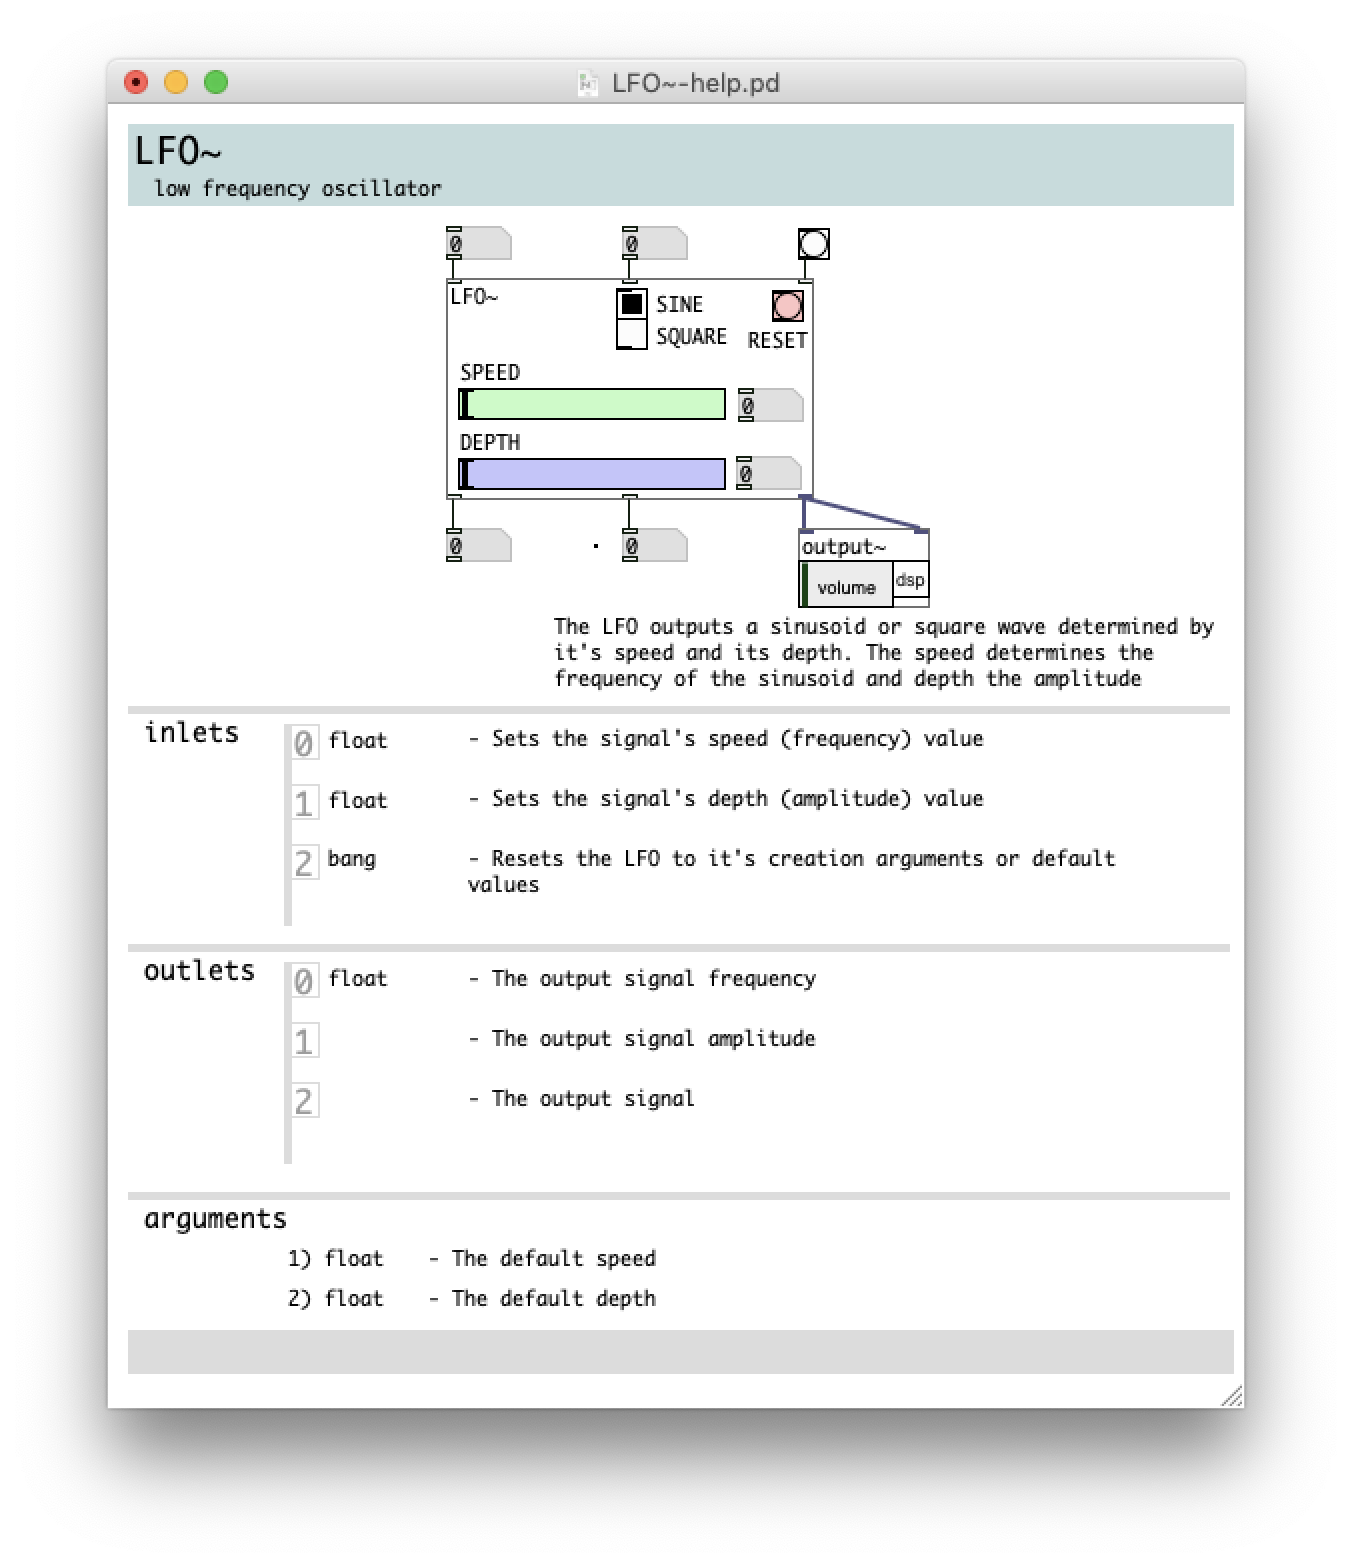 LFO~-help.pd
LFO~
low frequency oscillator
0 0
LFO~
SINE
SQUARE
RESET
SPEED
0
DEPTH
0
0 0
output~
volume dsp
The LFO outputs a sinusoid or square wave determined by
it's speed and its depth. The speed determines the
frequency of the sinusoid and depth the amplitude
inlets
0 float - Sets the signal's speed (frequency) value
1 float - Sets the signal's depth (amplitude) value
2 bang - Resets the LFO to it's creation arguments or default
values
outlets
0 float - The output signal frequency
1 - The output signal amplitude
2 - The output signal
arguments
1) float - The default speed
2) float - The default depth